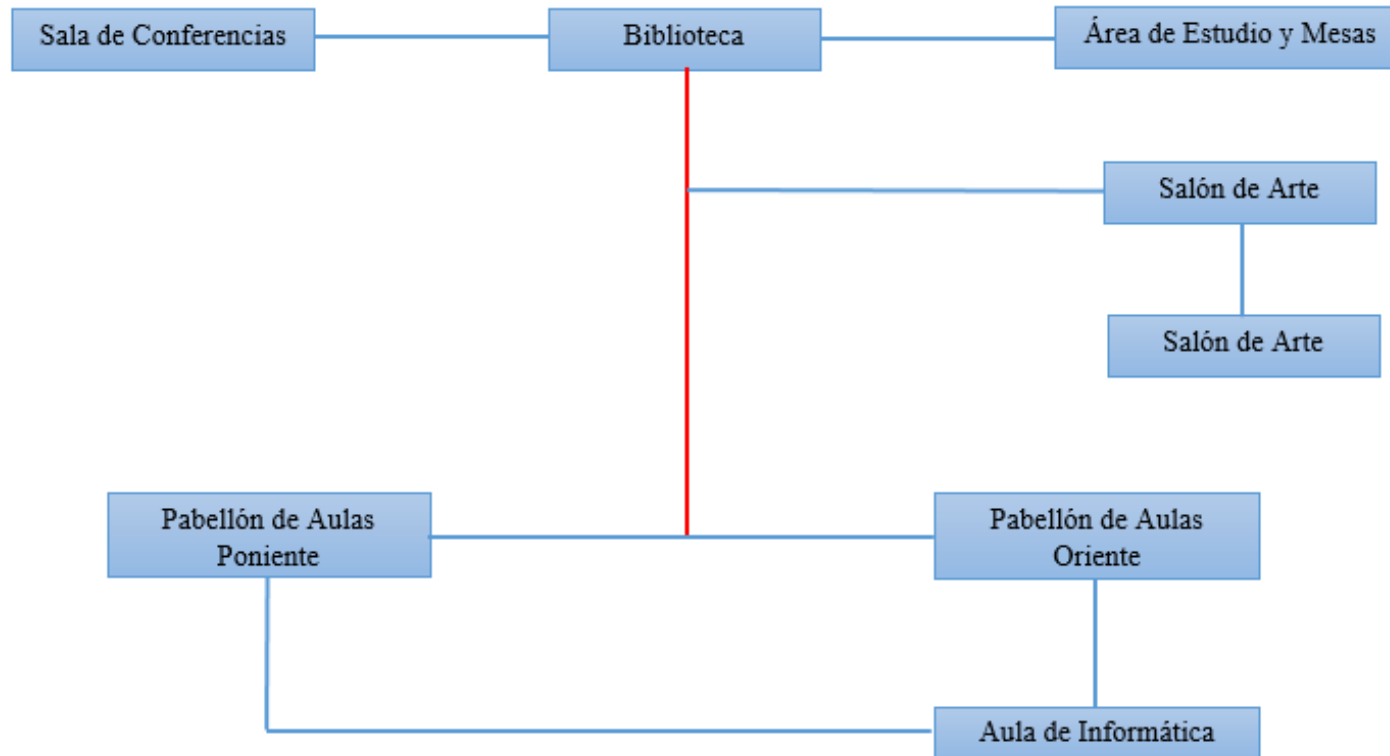 Sala de Conferencias
Biblioteca
Área de Estudio y Mesas
Salón de Arte
Salón de Arte
Pabellón de Aulas
Poniente
Pabellón de Aulas
Oriente
Aula de Informática